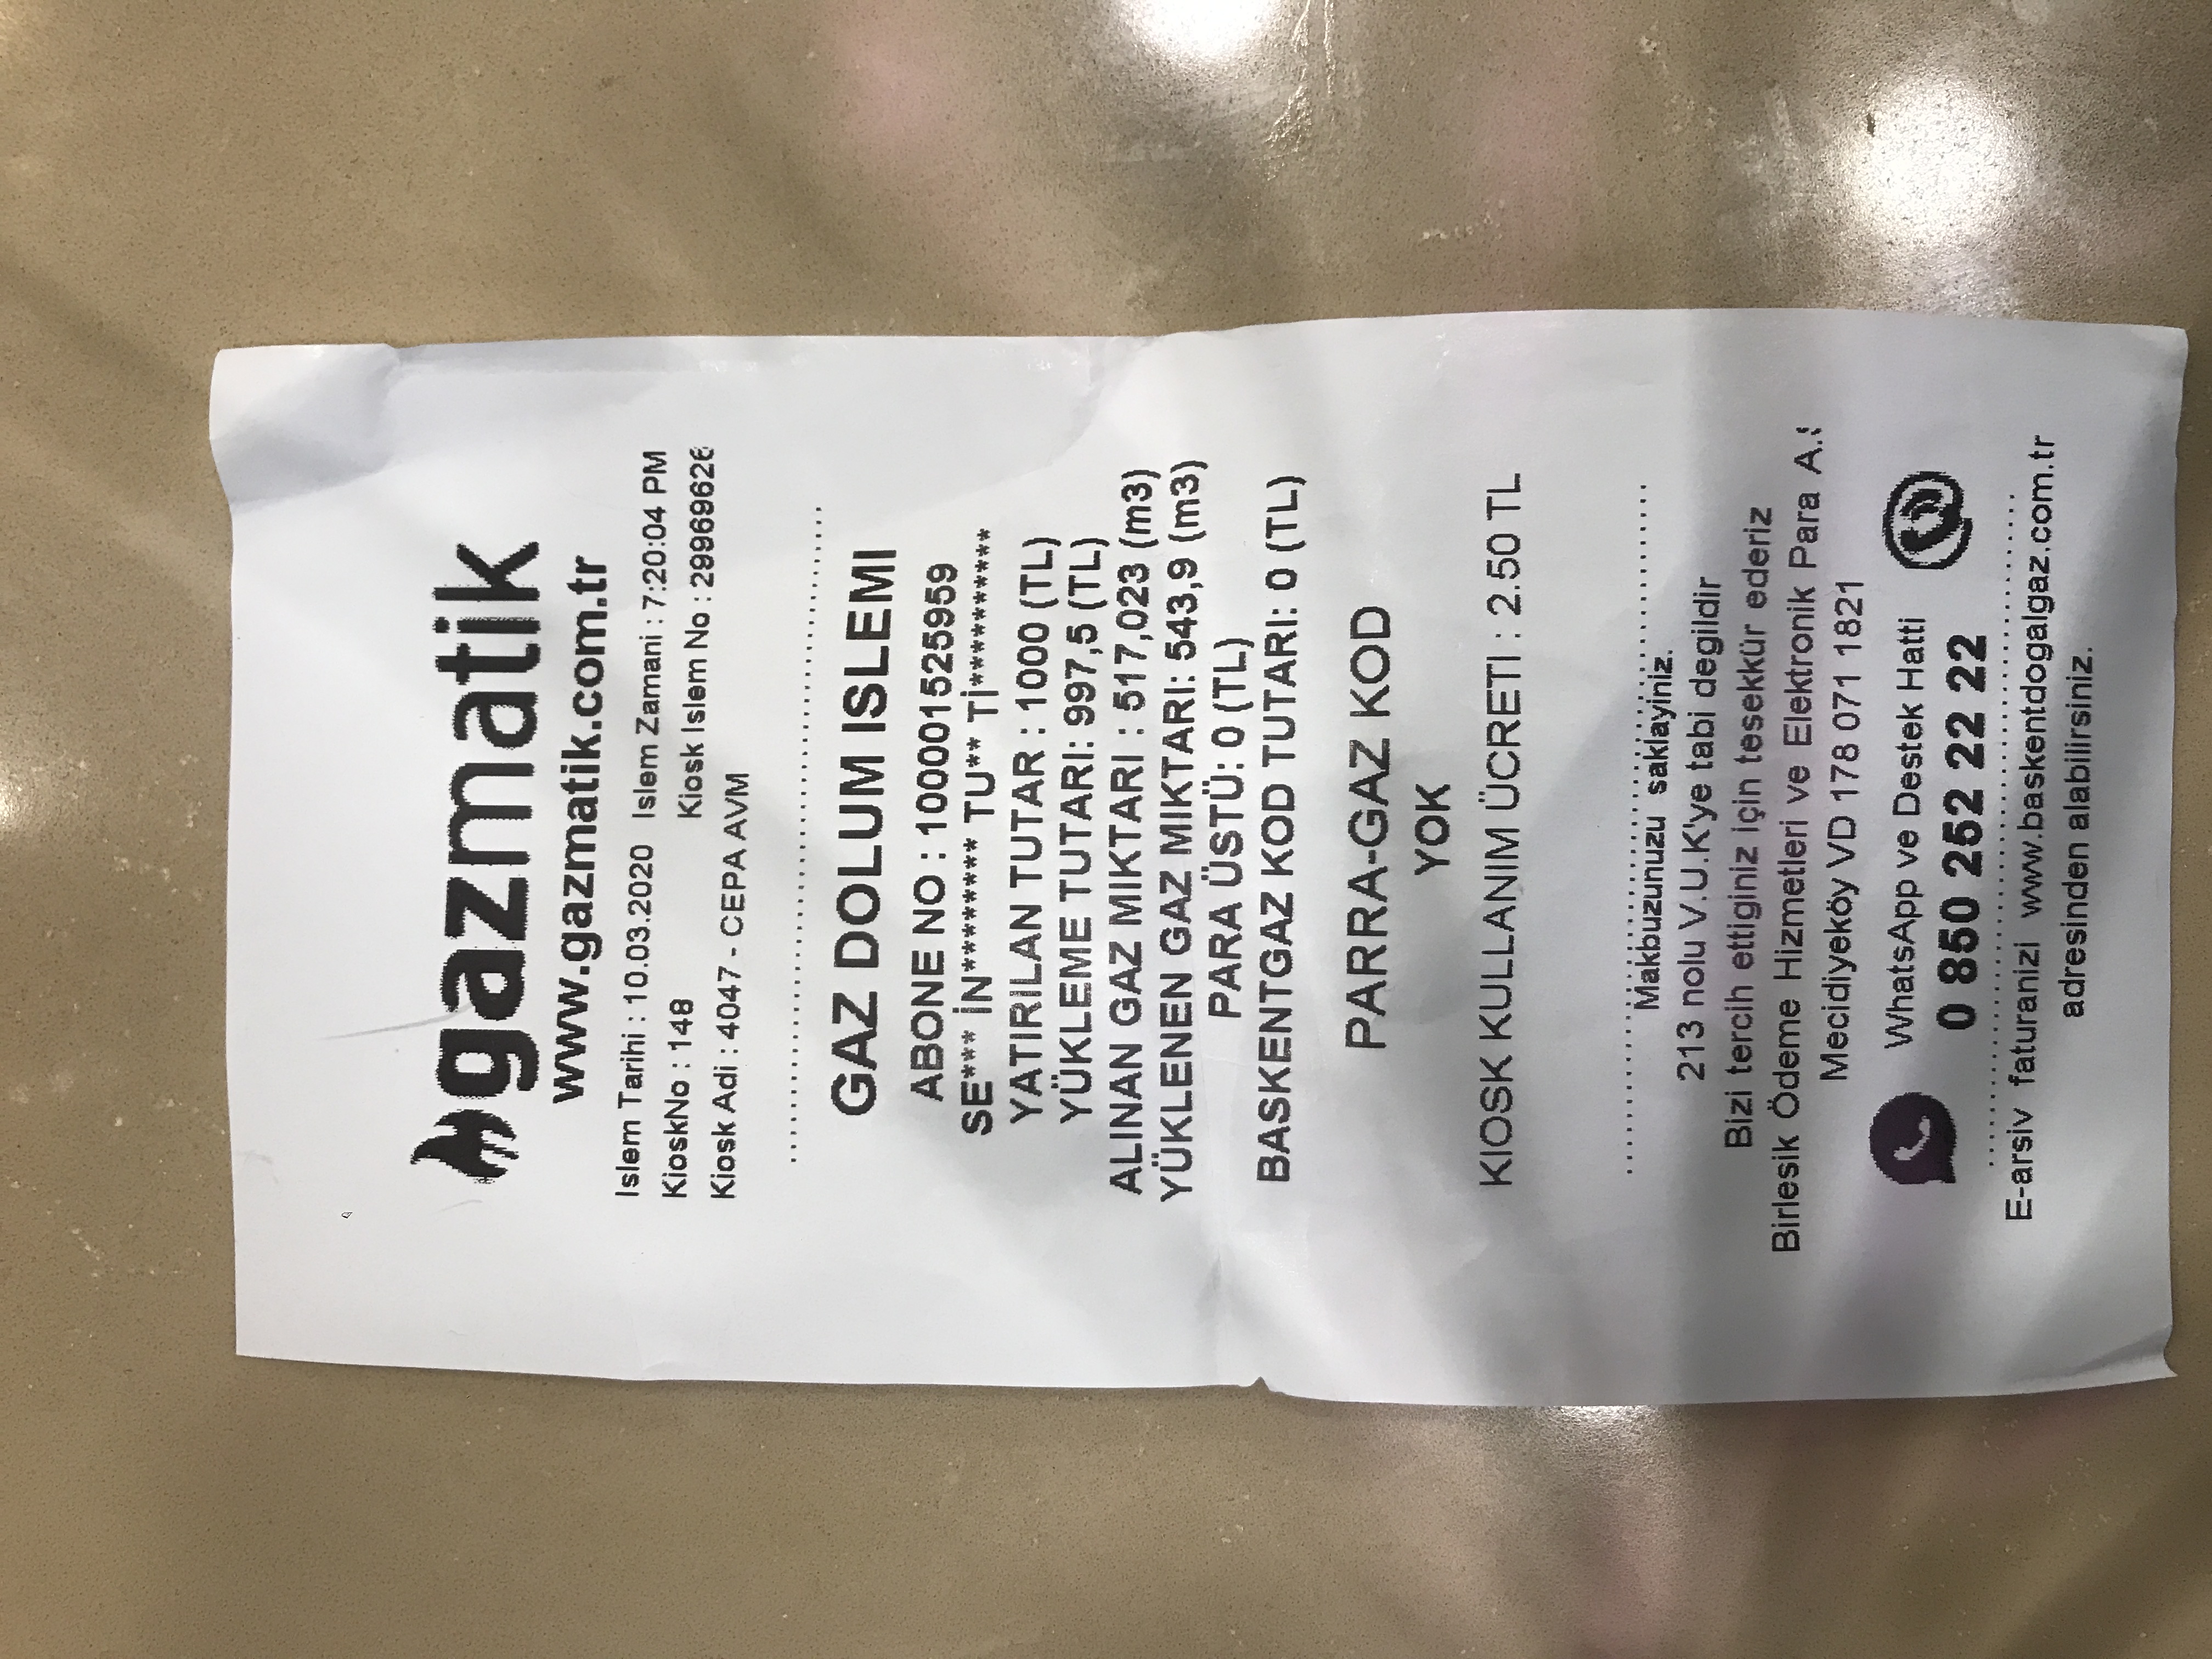 gazmatik
www.gazmatik.com.tr
Islem Tarihi : 10.03.2020 Islem Zamani : 7:20:04 PM
KioskNo : 148 Kiosk Islem No : 29969626
Kiosk Adi : 4047 - CEPA AVM
GAZ DOLUM ISLEMI
ABONE NO : 100001525959
SE*** İN********* TU** Tİ*********
YATIRILAN TUTAR : 1000 (TL)
YÜKLEME TUTARI: 997,5 (TL)
ALINAN GAZ MIKTARI : 517,023 (m3)
YÜKLENEN GAZ MIKTARI: 543,9 (m3)
PARA ÜSTÜ: 0 (TL)
BASKENTGAZ KOD TUTARI: 0 (TL)
PARRA-GAZ KOD
YOK
KIOSK KULLANIM ÜCRETI : 2.50 TL
Makbuzunuzu saklayiniz.
213 nolu V.U.K'ye tabi degildir
Bizi tercih ettiginiz için tesekkür ederiz
Birlesik Ödeme Hizmetleri ve Elektronik Para A.Ş
Mecidiyeköy VD 178 071 1821
WhatsApp ve Destek Hatti
0 850 252 22 22
E-arsiv faturanizi www.baskentdogalgaz.com.tr
adresinden alabilirsiniz.